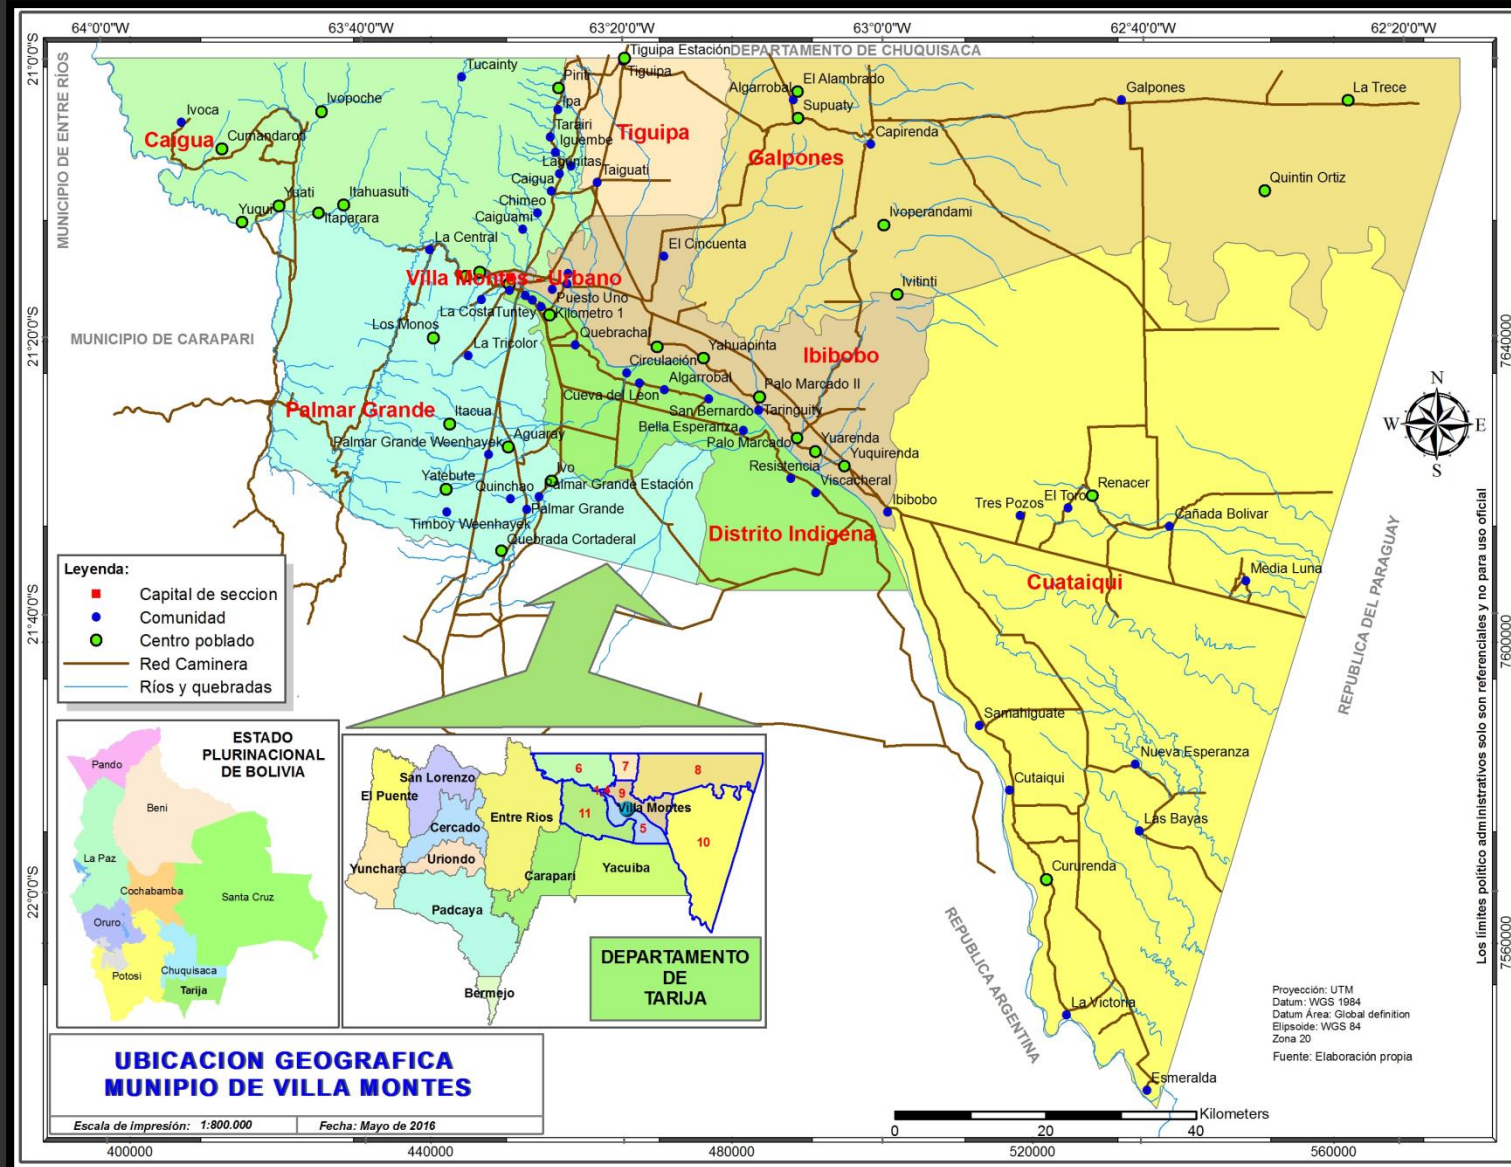 64°0'0"W
63°40'0"W
63°20'0"W
63°0'0"W
62°40'0"W
62°20'0"W
21°0'0"S
21°20'0"S
21°40'0"S
22°0'0"S
MUNICIPIO DE ENTRE RÍOS
DEPARTAMENTO DE CHUQUISACA
Tiguipa Estación
Tiguipa
Tucainty
Piriti
Ipa
El Alambrado
Algarrobal
Supuaty
Galpones
La Trece
Ivoca
Ivopoche
Caigua
Cumandaroti
Tarairi
Iguembe
Tiguipa
Galpones
Capirenda
Lagunitas
Taiguati
Caigua
Quintin Ortiz
Yuati
Itahuasuti
Yuqui
Itaparara
Chimeo
Caiguami
Ivoperandami
La Central
El Cincuenta
Villa Montes - Urbano
Ivitinti
Puesto Uno
La Costa
Tuntey
Kilometro 1
Los Monos
La Tricolor
Quebrachal
Yahuapinta
Ibibobo
MUNICIPIO DE CARAPARI
Circulación
Algarrobal
Cueva del Leon
Palo Marcado II
San Bernardo
Taringuity
Palmar Grande
Itacua
Bella Esperanza
Palmar Grande Weenhayek
Aguaray
Palo Marcado
Yuarenda
Yuquirenda
Ivo
Resistencia
Viscacheral
Yatebute
Quinchao
Palmar Grande Estación
Palmar Grande
Timboy Weenhayek
Ibibobo
Tres Pozos
El Toro
Renacer
Cañada Bolivar
Quebrada Cortaderal
Distrito Indigena
Media Luna
Cuataiqui
REPUBLICA DEL PARAGUAY
N
W
E
S
7640000
7600000
7560000
Los límites político administrativos solo son referenciales y no para uso oficial
Leyenda:
Capital de seccion
Comunidad
Centro poblado
Red Caminera
Ríos y quebradas
Samahiguate
Nueva Esperanza
Cutaiqui
Las Bayas
Cururenda
La Victoria
Esmeralda
REPUBLICA ARGENTINA
ESTADO
PLURINACIONAL
DE BOLIVIA
Pando
Beni
La Paz
Cochabamba
Santa Cruz
Oruro
Potosi
Chuquisaca
Tarija
San Lorenzo
El Puente
Cercado
Entre Rios
Yunchara
Uriondo
Padcaya
Carapari
Yacuiba
Villa Montes
Bermejo
6
7
8
9
11
5
10
DEPARTAMENTO
DE
TARIJA
Proyección: UTM
Datum: WGS 1984
Datum Área: Global definition
Elipsoide: WGS 84
Zona 20
Fuente: Elaboración propia
UBICACION GEOGRAFICA
MUNIPIO DE VILLA MONTES
Escala de impresión: 1:800.000
Fecha: Mayo de 2016
Kilometers
0
20
40
400000
440000
480000
520000
560000